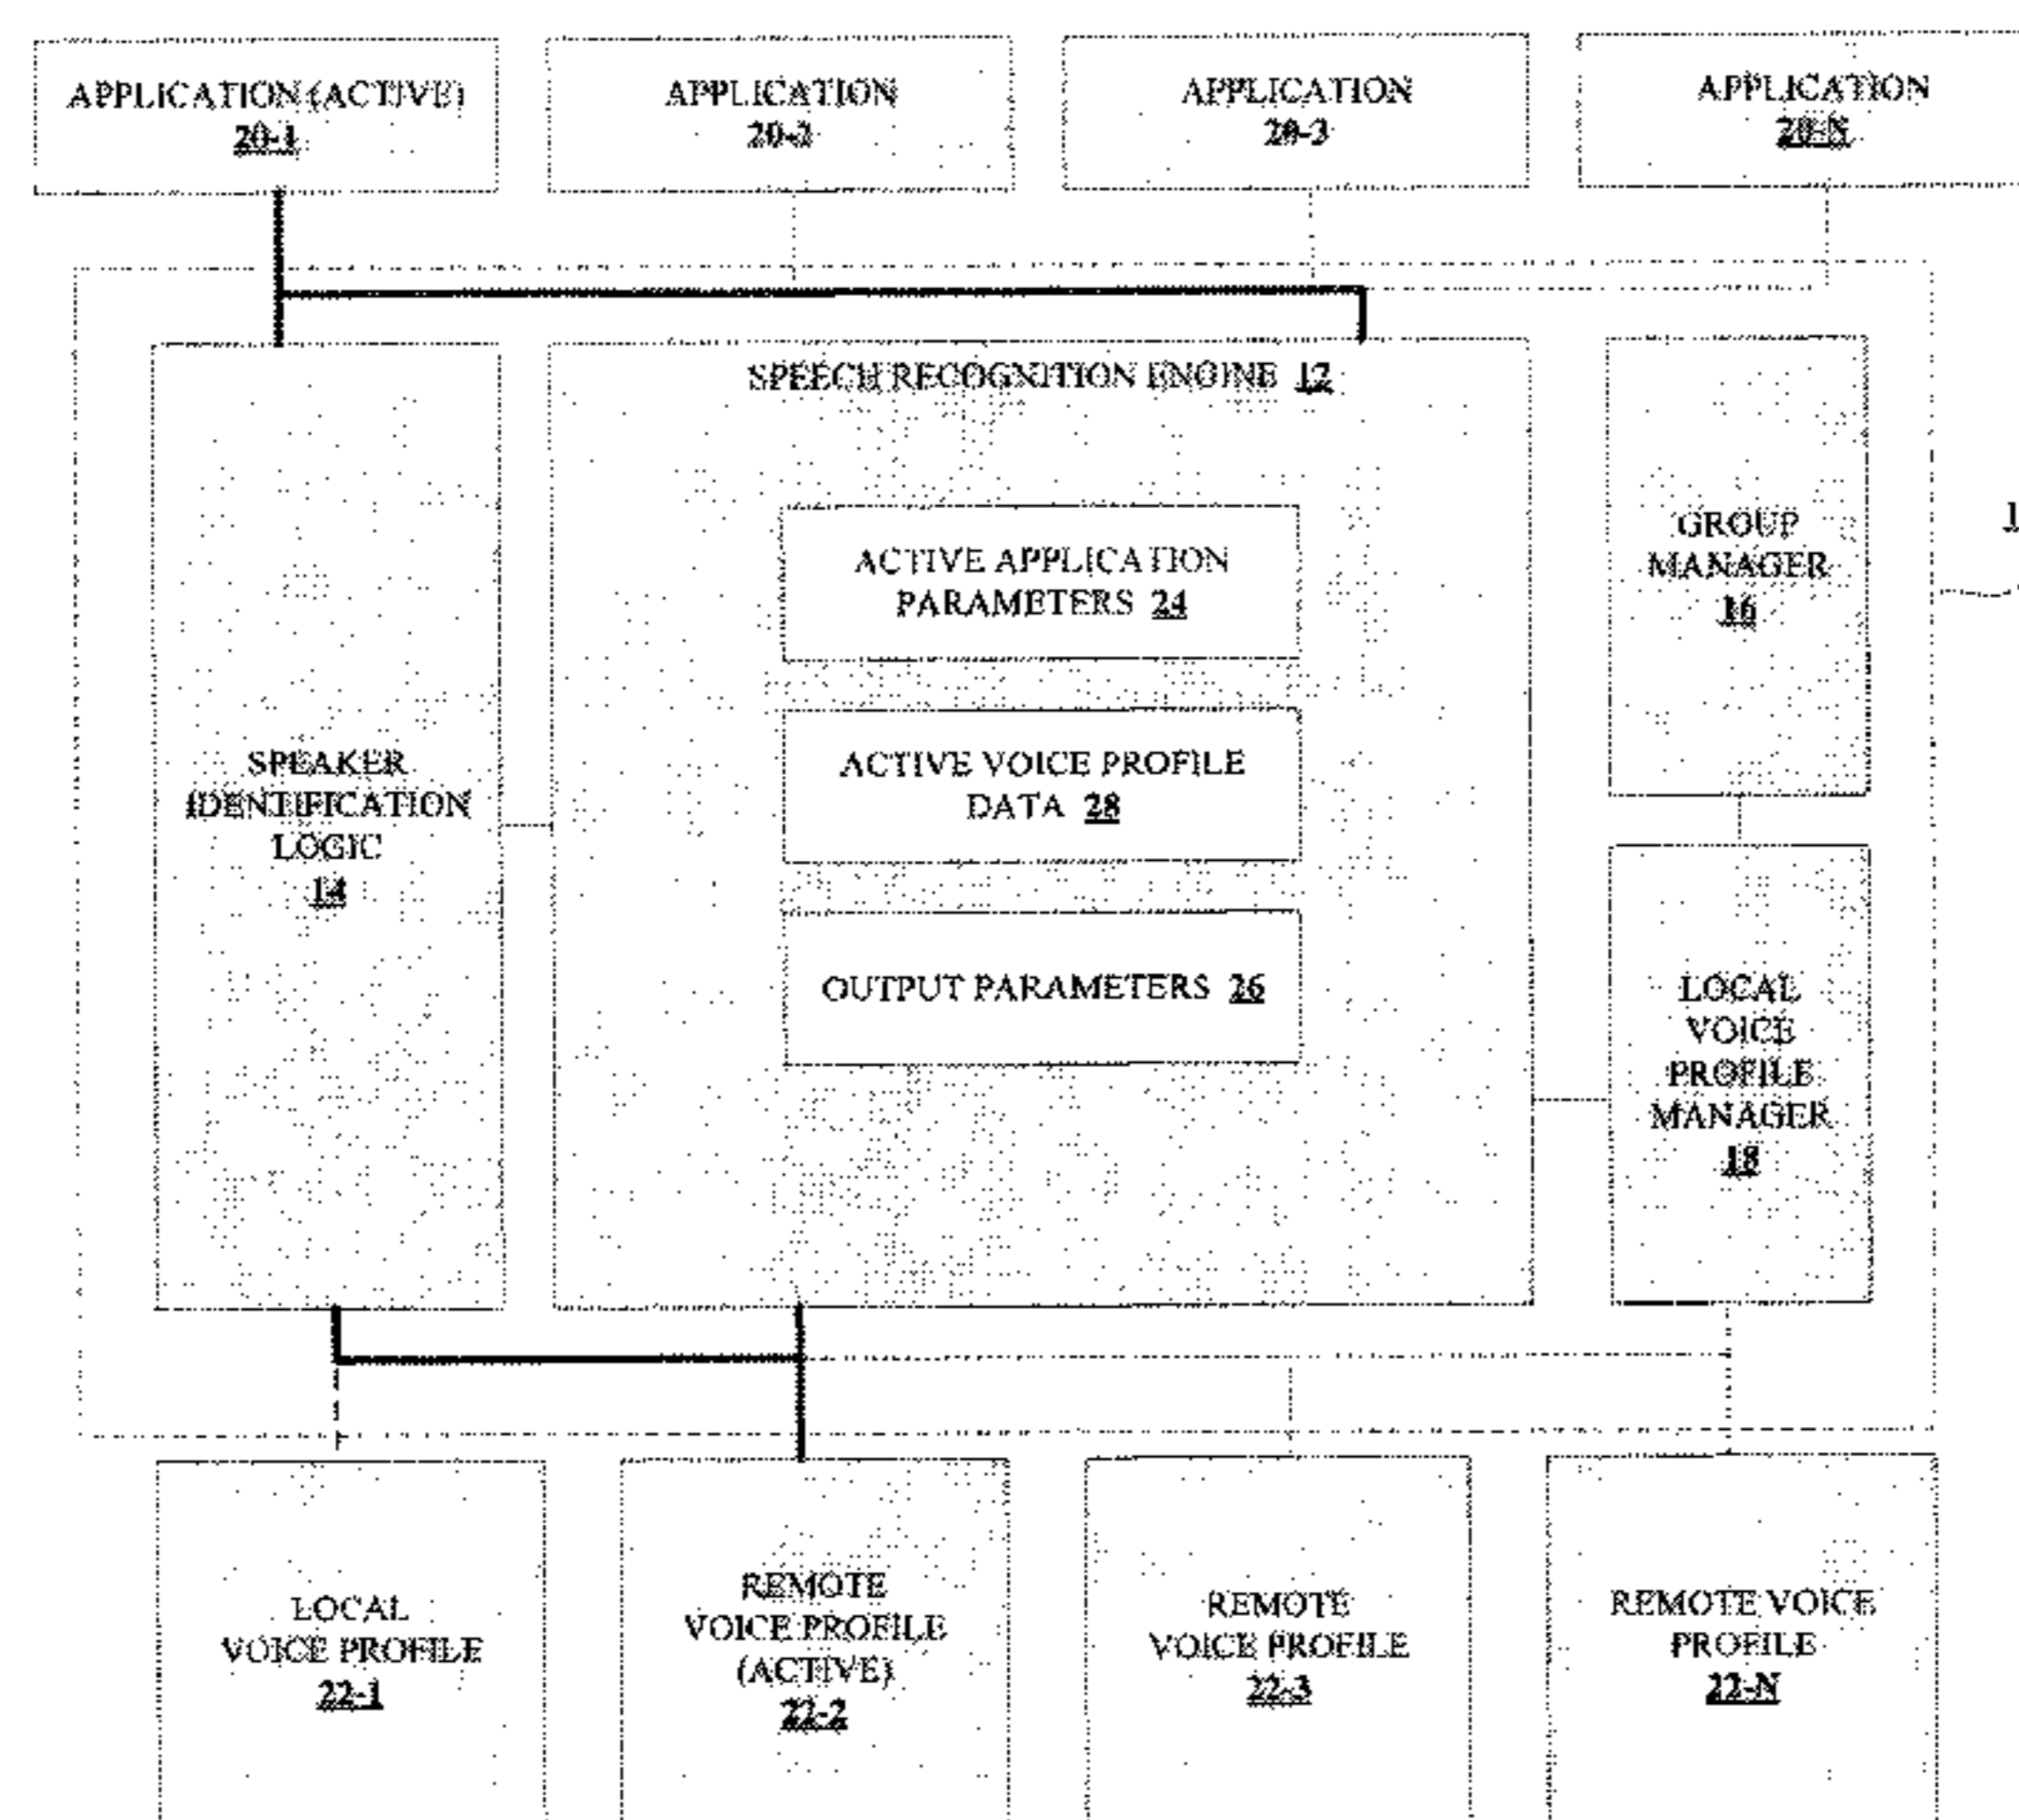 APPLICATION (ACTIVE)
20-1
APPLICATION
20-2
APPLICATION
20-3
APPLICATION
20-N
SPEECH RECOGNITION ENGINE 12
ACTIVE APPLICATION
PARAMETERS 24
ACTIVE VOICE PROFILE
DATA 28
OUTPUT PARAMETERS 26
SPEAKER
IDENTIFICATION
LOGIC
14
GROUP
MANAGER
16
LOCAL
VOICE
PROFILE
MANAGER
18
LOCAL
VOICE PROFILE
22-1
REMOTE
VOICE PROFILE
(ACTIVE)
22-2
REMOTE
VOICE PROFILE
22-3
REMOTE VOICE
PROFILE
22-N